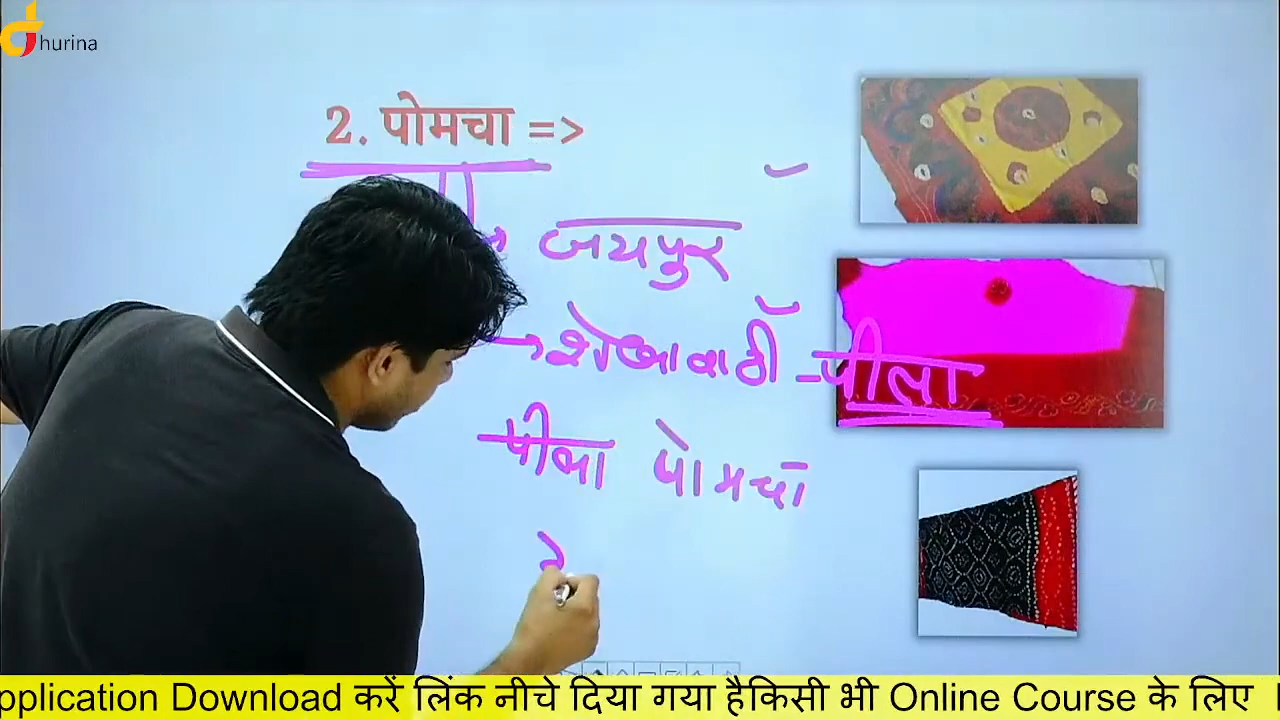 hurina
2. पोमचा =>
जयपुर
→ शेखावाटी - पीला
पीला पोमचा
pplication Download करें लिंक नीचे दिया गया हैकिसी भी Online Course के लिए